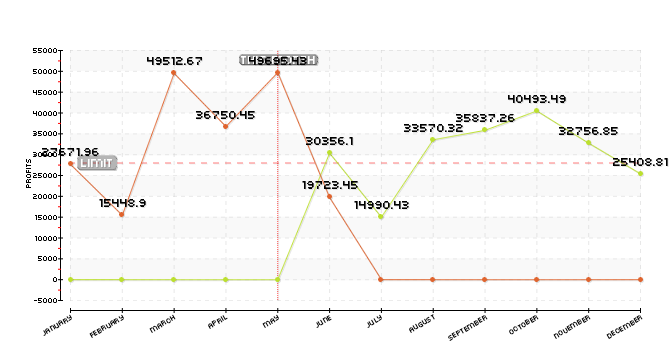 55000
50000
45000
40000
35000
30000
25000
20000
15000
10000
5000
0
-5000
PROFITS
49512.67
49695.43
36750.45
15448.9
LIMIT
30356.1
19723.45
14990.43
33570.32
35837.26
40493.49
32756.85
25408.81
JANUARY
FEBRUARY
MARCH
APRIL
MAY
JUNE
JULY
AUGUST
SEPTEMBER
OCTOBER
NOVEMBER
DECEMBER